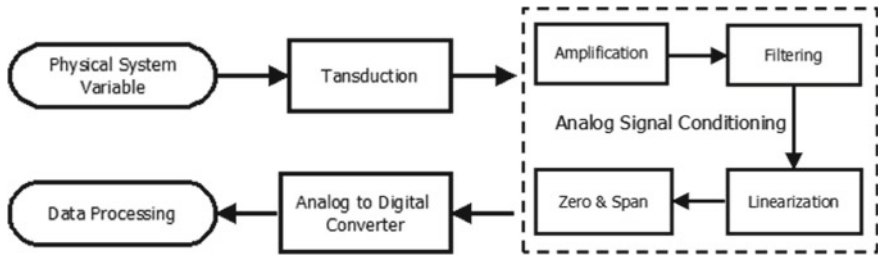 Physical System
Variable
Tansduction
Amplification
Filtering
Analog Signal Conditioning
Data Processing
Analog to Digital
Converter
Zero & Span
Linearization